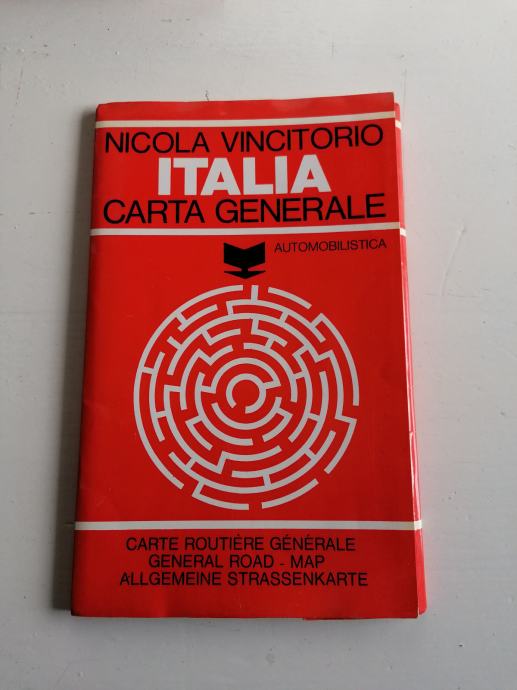 NICOLA VINCITORIO
ITALIA
CARTA GENERALE
AUTOMOBILISTICA
CARTE ROUTIÈRE GÉNÉRALE
GENERAL ROAD - MAP
ALLGEMEINE STRASSENKARTE